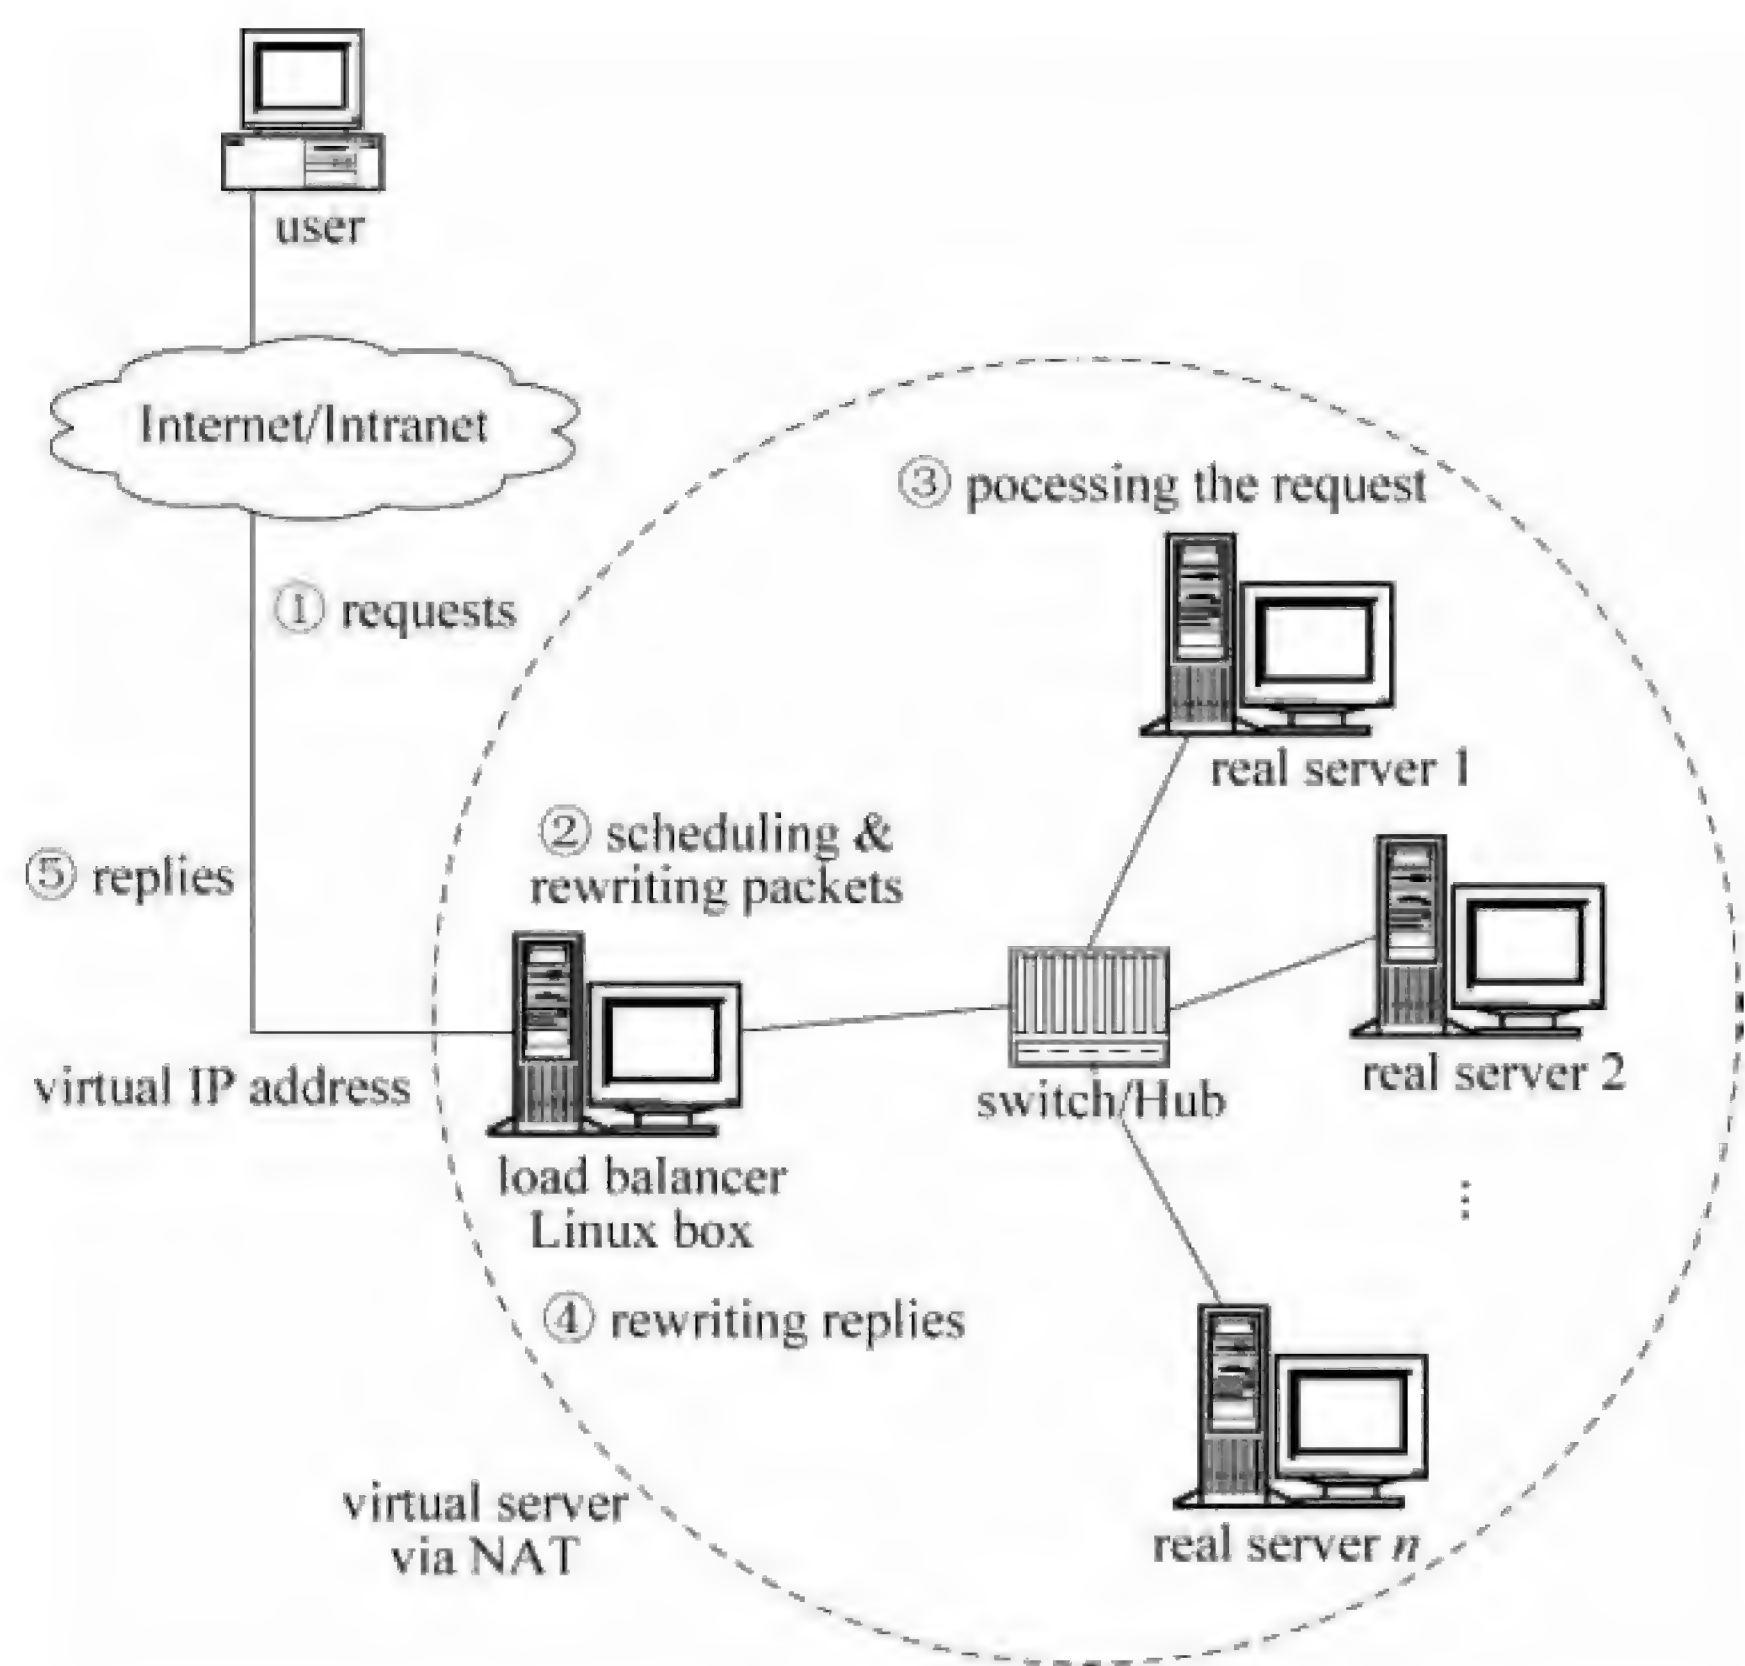 user
Internet/Intranet
③ pocessing the request
① requests
real server 1
② scheduling &
rewriting packets
⑤ replies
virtual IP address
switch/Hub
real server 2
load balancer
Linux box
⋮
④ rewriting replies
virtual server
via NAT
real server n